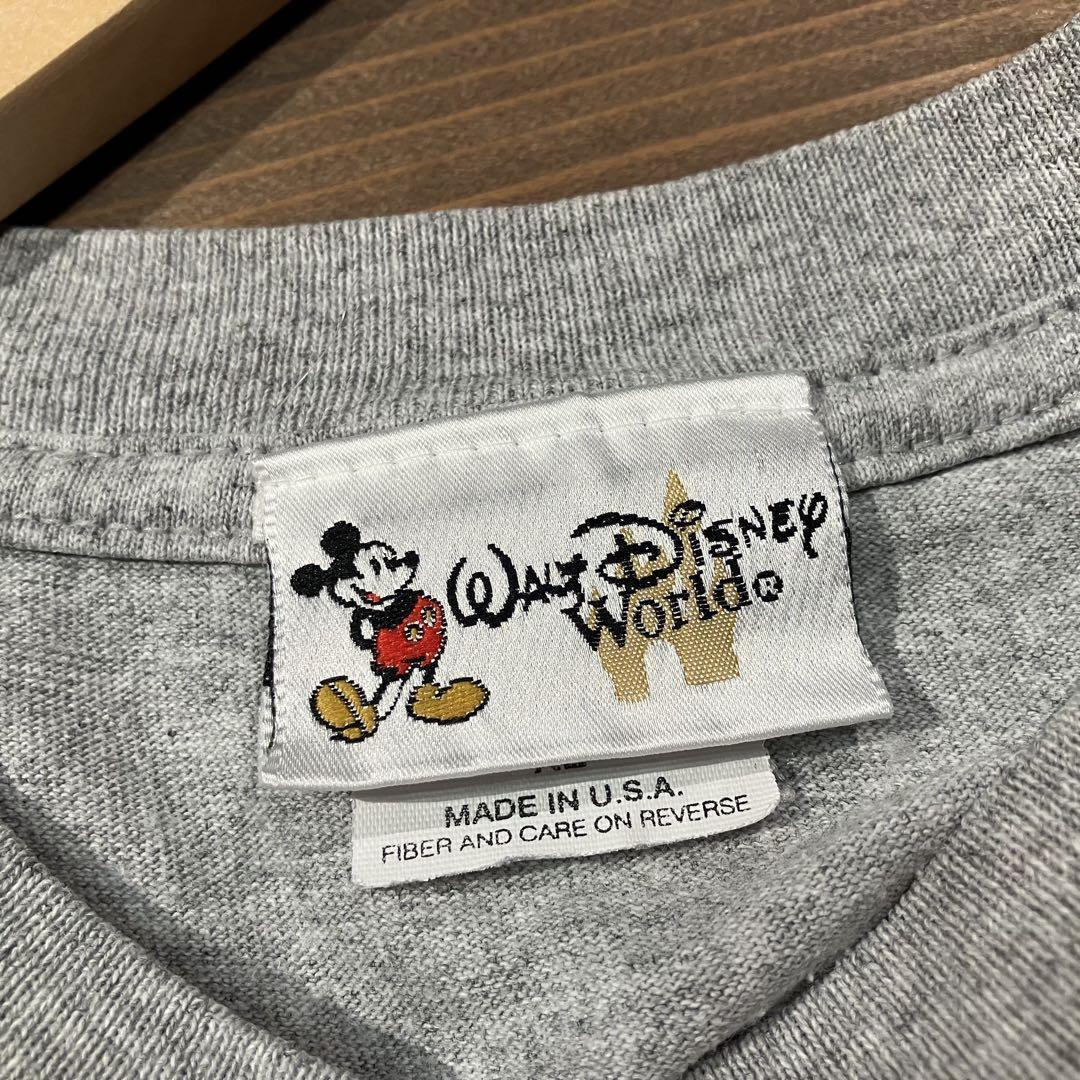 WALT DISNEY
World®
MADE IN U.S.A.
FIBER AND CARE ON REVERSE